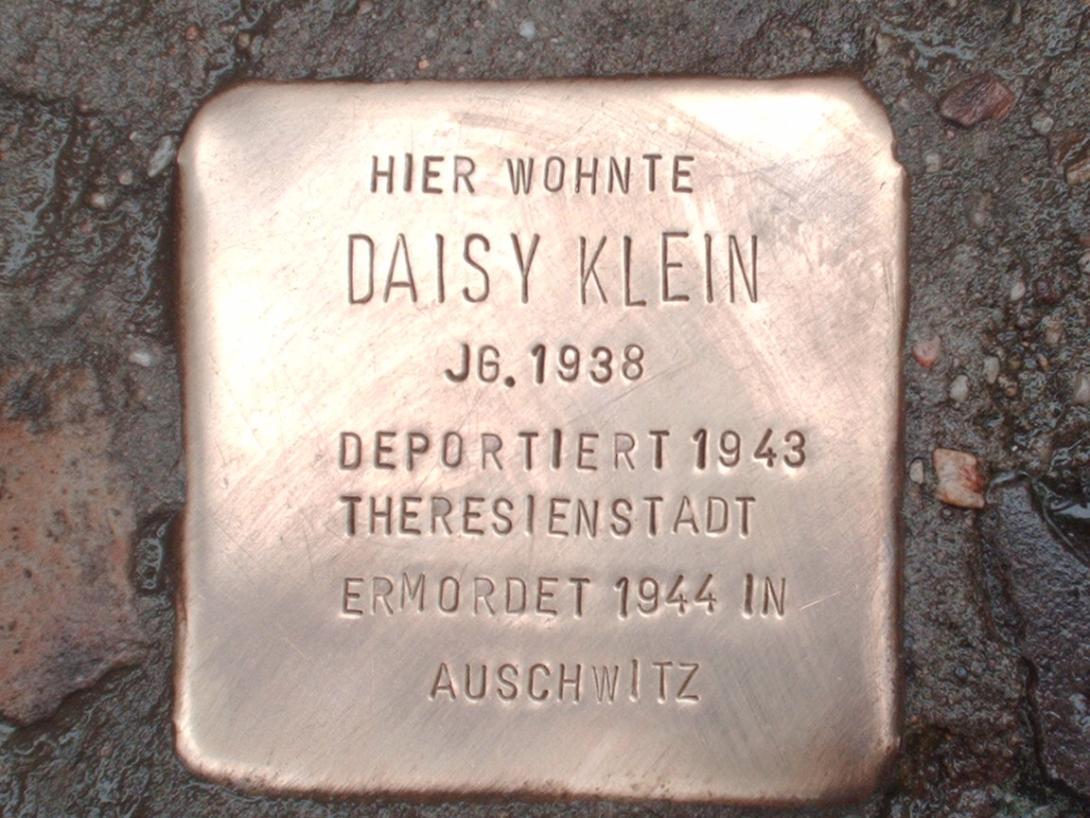 HIER WOHNTE
DAISY KLEIN
JG. 1938
DEPORTIERT 1943
THERESIENSTADT
ERMORDET 1944 IN
AUSCHWITZ